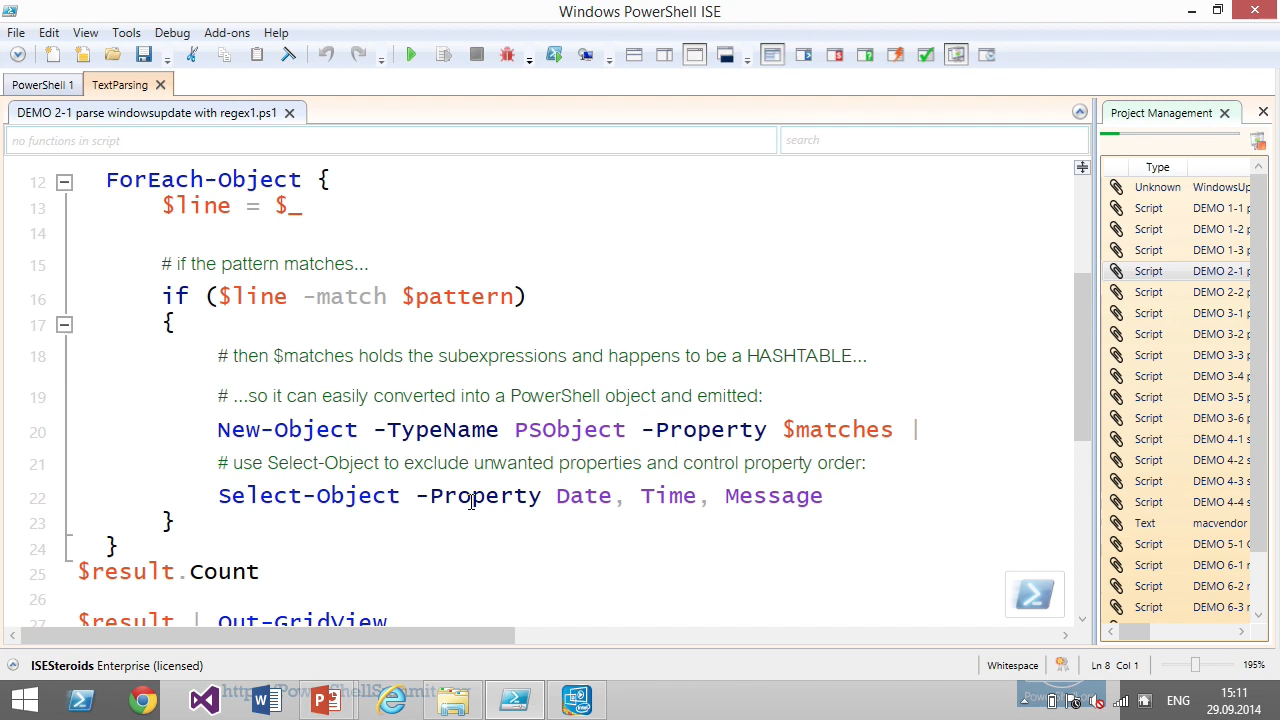 Windows PowerShell ISE
File Edit View Tools Debug Add-ons Help
PowerShell 1 TextParsing
DEMO 2-1 parse windowsupdate with regex1.ps1
Project Management
no functions in script search
Type
12 ForEach-Object {
13 $line = $_
14
15 # if the pattern matches...
16 if ($line -match $pattern)
17 {
18 # then $matches holds the subexpressions and happens to be a HASHTABLE...
19 # ...so it can easily converted into a PowerShell object and emitted:
20 New-Object -TypeName PSObject -Property $matches |
21 # use Select-Object to exclude unwanted properties and control property order:
22 Select-Object -Property Date, Time, Message
23 }
24 }
25 $result.Count
26
27 $result | Out-GridView
Unknown WindowsUp
Script DEMO 1-1 p
Script DEMO 1-2 p
Script DEMO 1-3 p
Script DEMO 2-1 p
Script DEMO 2-2 p
Script DEMO 3-1 p
Script DEMO 3-2 p
Script DEMO 3-3 p
Script DEMO 3-4 p
Script DEMO 3-5 p
Script DEMO 3-6 p
Script DEMO 4-1 s
Script DEMO 4-2 s
Script DEMO 4-3 s
Script DEMO 4-4 s
Text macvendor
Script DEMO 5-1
Script DEMO 6-1 r
Script DEMO 6-2 r
Script DEMO 6-3 r
ISESteroids Enterprise (licensed)
Whitespace Ln 8 Col 1 195%
ENG
15:11
29.09.2014